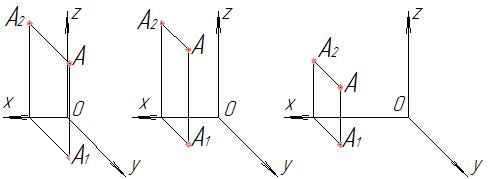 A2 z A2 z z
A A A2
A
x O x O x O
A1 A1 A1
y y y